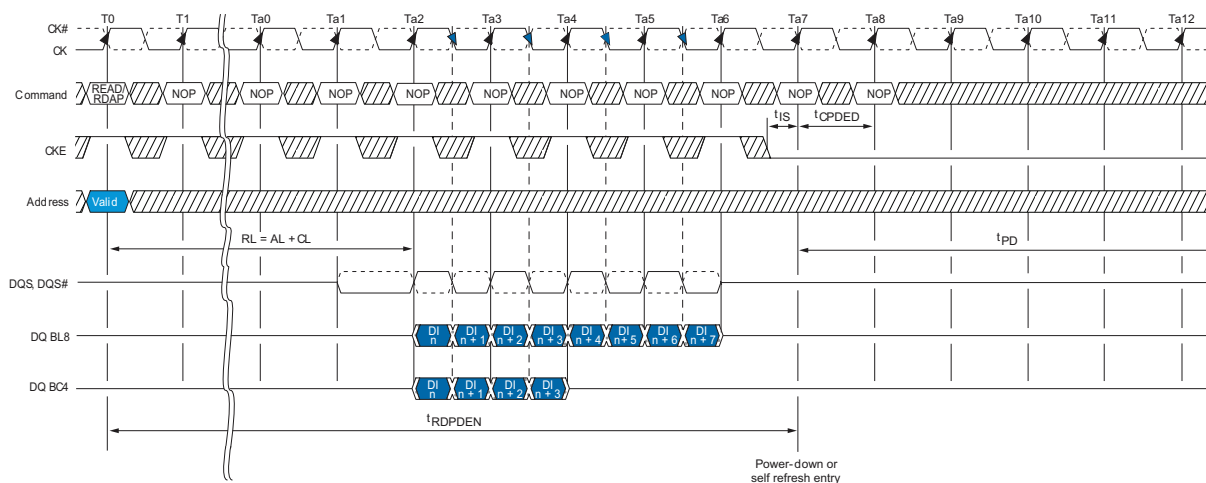 T0 T1 Ta0 Ta1 Ta2 Ta3 Ta4 Ta5 Ta6 Ta7 Ta8 Ta9 Ta10 Ta11 Ta12
CK#
CK
Command
READ/
RDAP
NOP NOP NOP NOP NOP NOP NOP NOP NOP NOP
tIS
tCPDED
CKE
Address
Valid
RL = AL + CL
tPD
DQS, DQS#
DQ BL8
DI DI DI DI DI DI DI DI
n n + 1 n + 2 n + 3 n + 4 n+ 5 n + 6 n + 7
DQ BC4
DI DI DI DI
n n + 1 n + 2 n + 3
tRDPDEN
Power-down or
self refresh entry